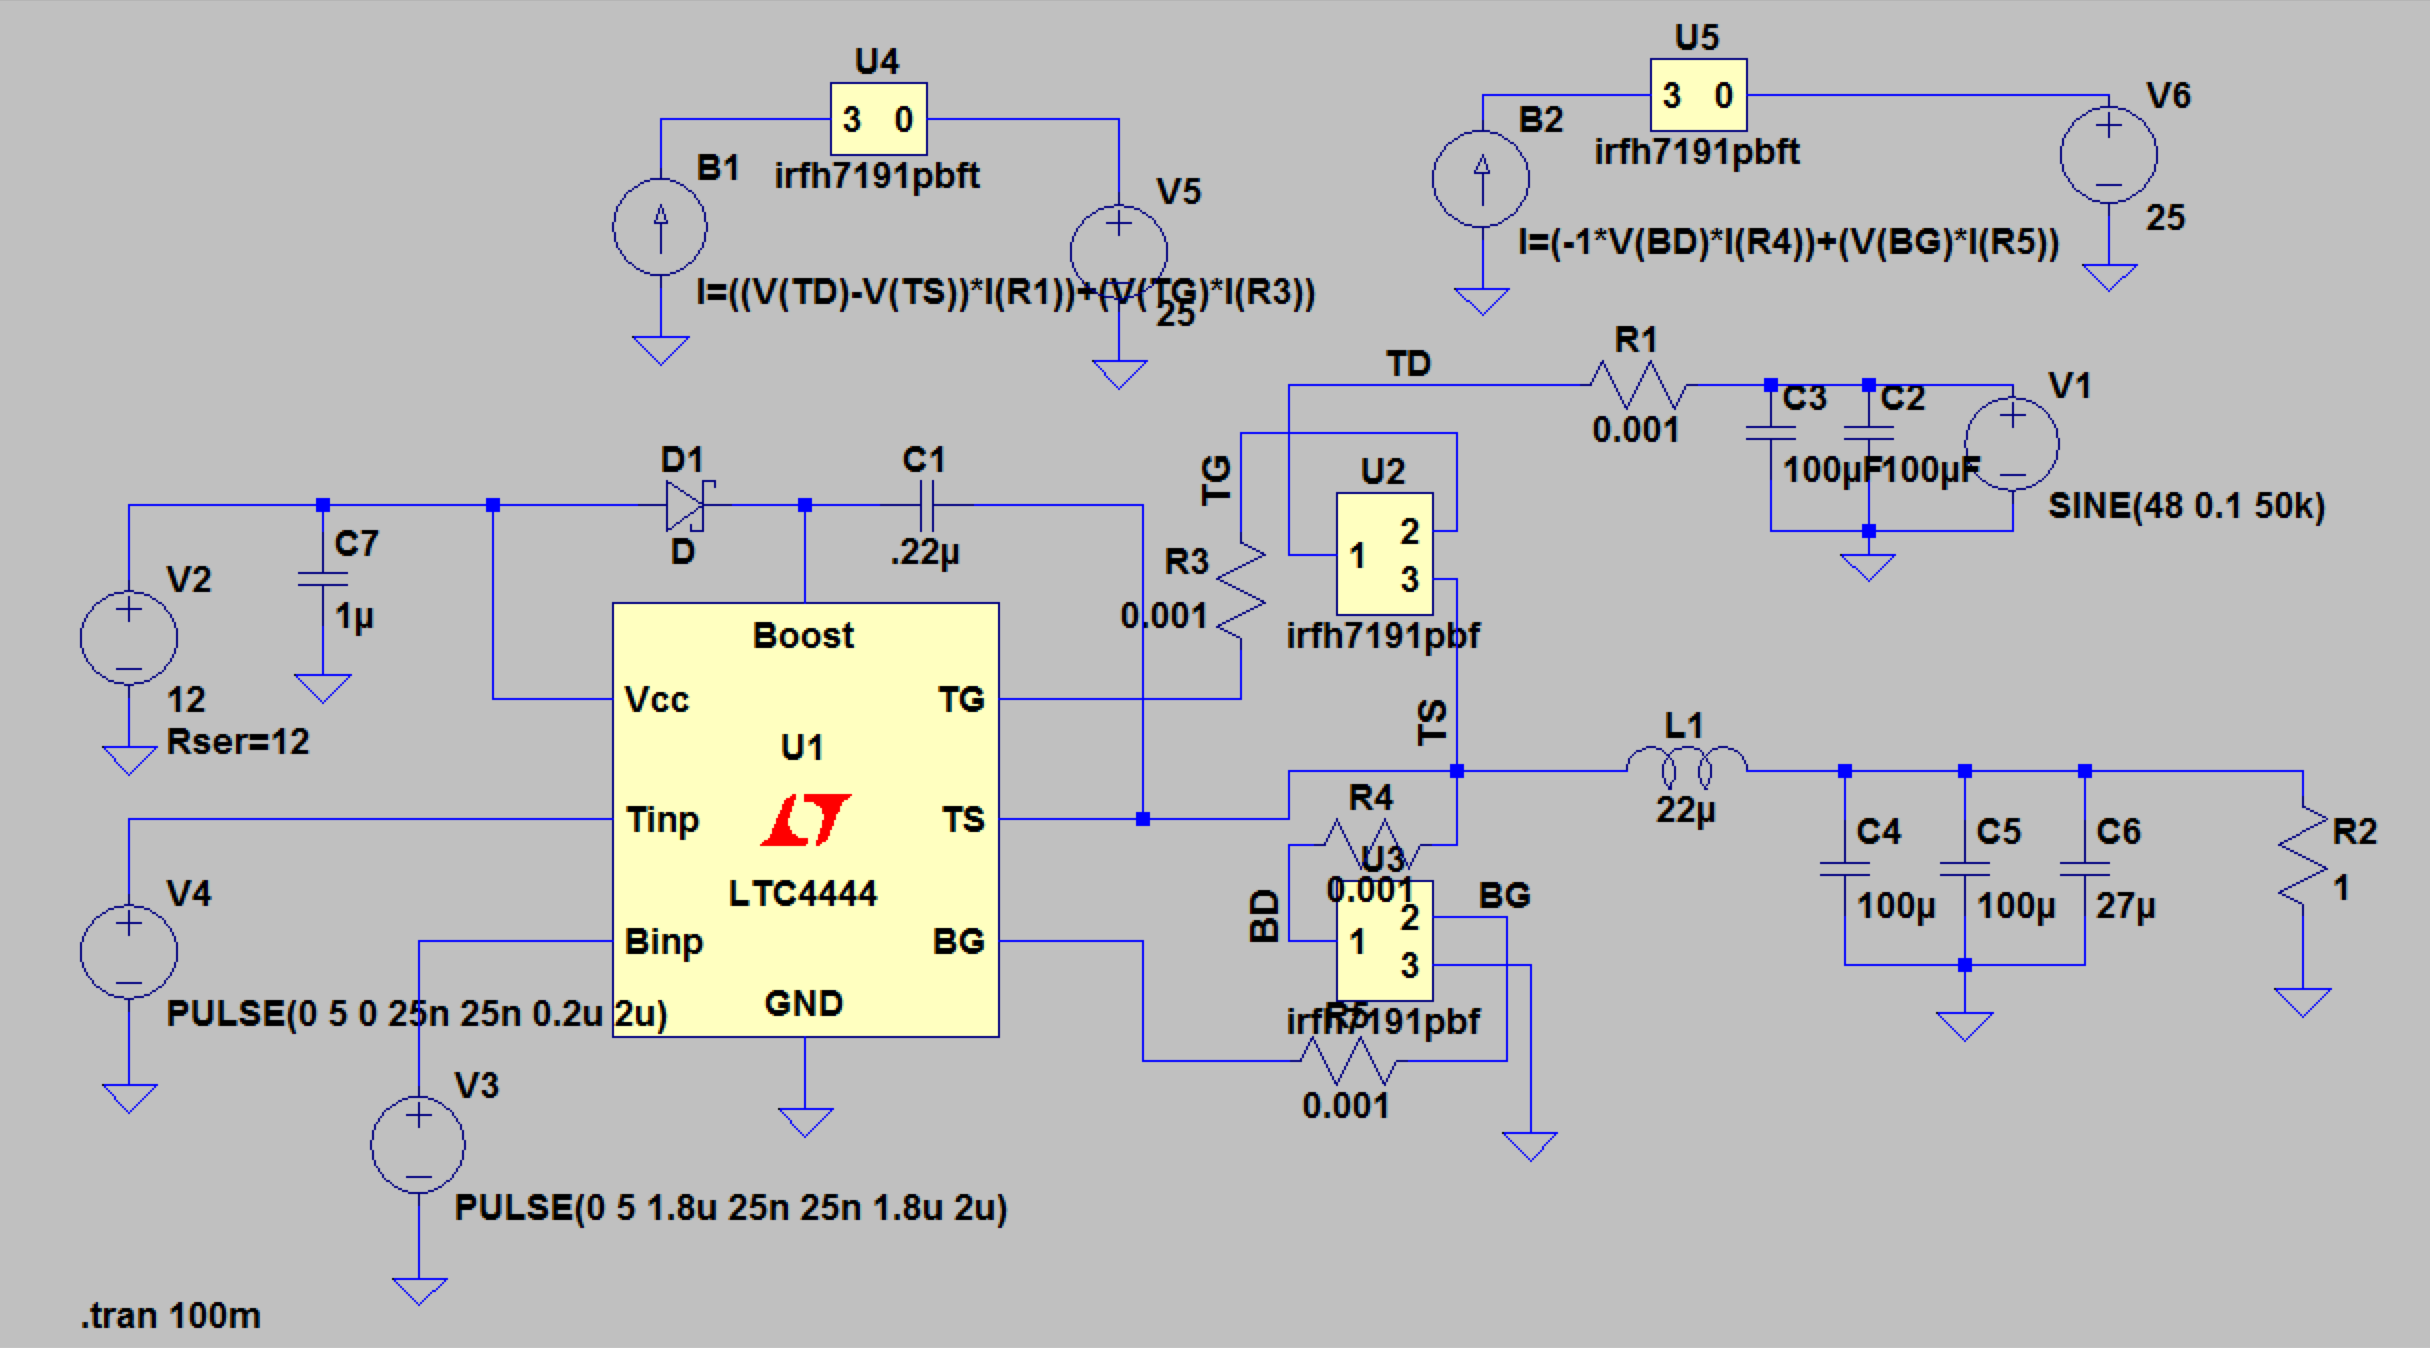 U4
3 0
irfh7191pbft
B1
I=((V(TD)-V(TS))*I(R1))+(V(TG)*I(R3))
V5
25
U5
3 0
irfh7191pbft
B2
I=(-1*V(BD)*I(R4))+(V(BG)*I(R5))
V6
25
TD
R1
0.001
C3
100µF
C2
100µF
V1
SINE(48 0.1 50k)
D1
D
C1
.22µ
TG
R3
0.001
U2
1
2
3
irfh7191pbf
V2
12
Rser=12
C7
1µ
Boost
Vcc
TG
U1
Tinp
TS
LTC4444
Binp
BG
GND
TS
L1
22µ
R4
0.001
U3
BD
1
2
3
BG
irfh7191pbf
R5
0.001
C4
100µ
C5
100µ
C6
27µ
R2
1
V4
PULSE(0 5 0 25n 25n 0.2u 2u)
V3
PULSE(0 5 1.8u 25n 25n 1.8u 2u)
.tran 100m